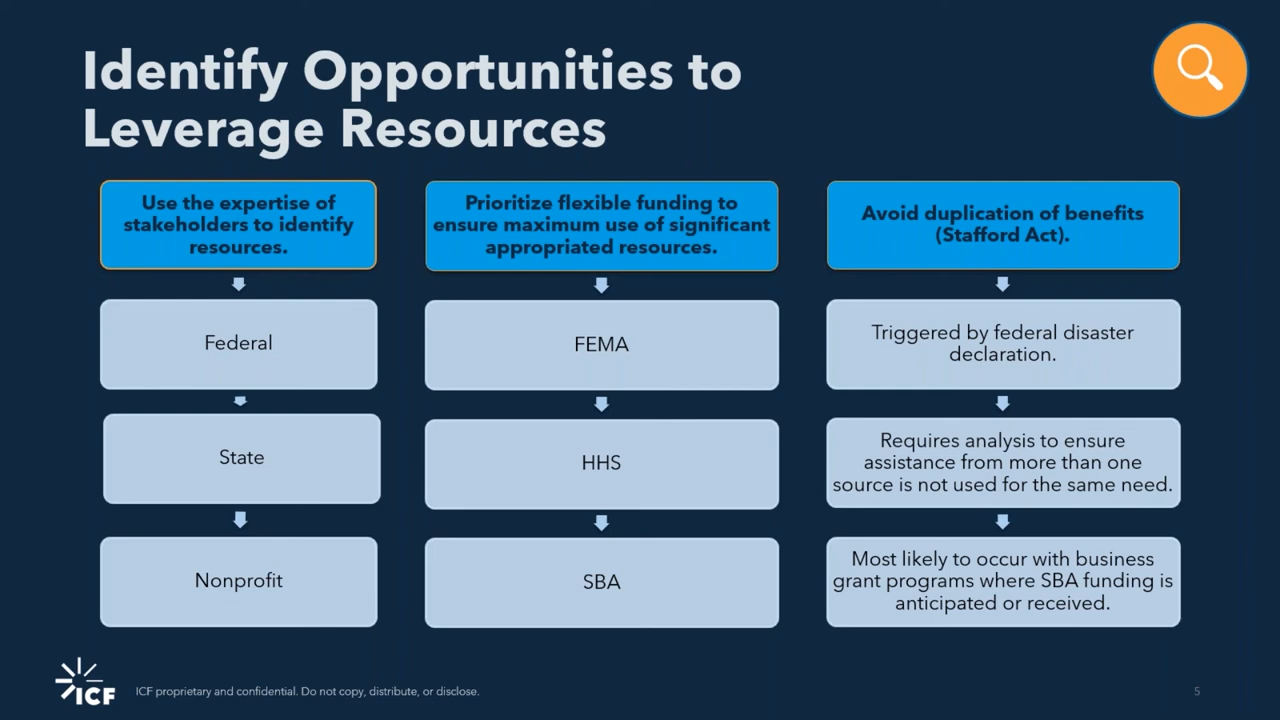 Identify Opportunities to
Leverage Resources
Use the expertise of
stakeholders to identify
resources.
Federal
State
Nonprofit
Prioritize flexible funding to
ensure maximum use of significant
appropriated resources.
FEMA
HHS
SBA
Avoid duplication of benefits
(Stafford Act).
Triggered by federal disaster
declaration.
Requires analysis to ensure
assistance from more than one
source is not used for the same need.
Most likely to occur with business
grant programs where SBA funding is
anticipated or received.
ICF
ICF proprietary and confidential. Do not copy, distribute, or disclose.
5